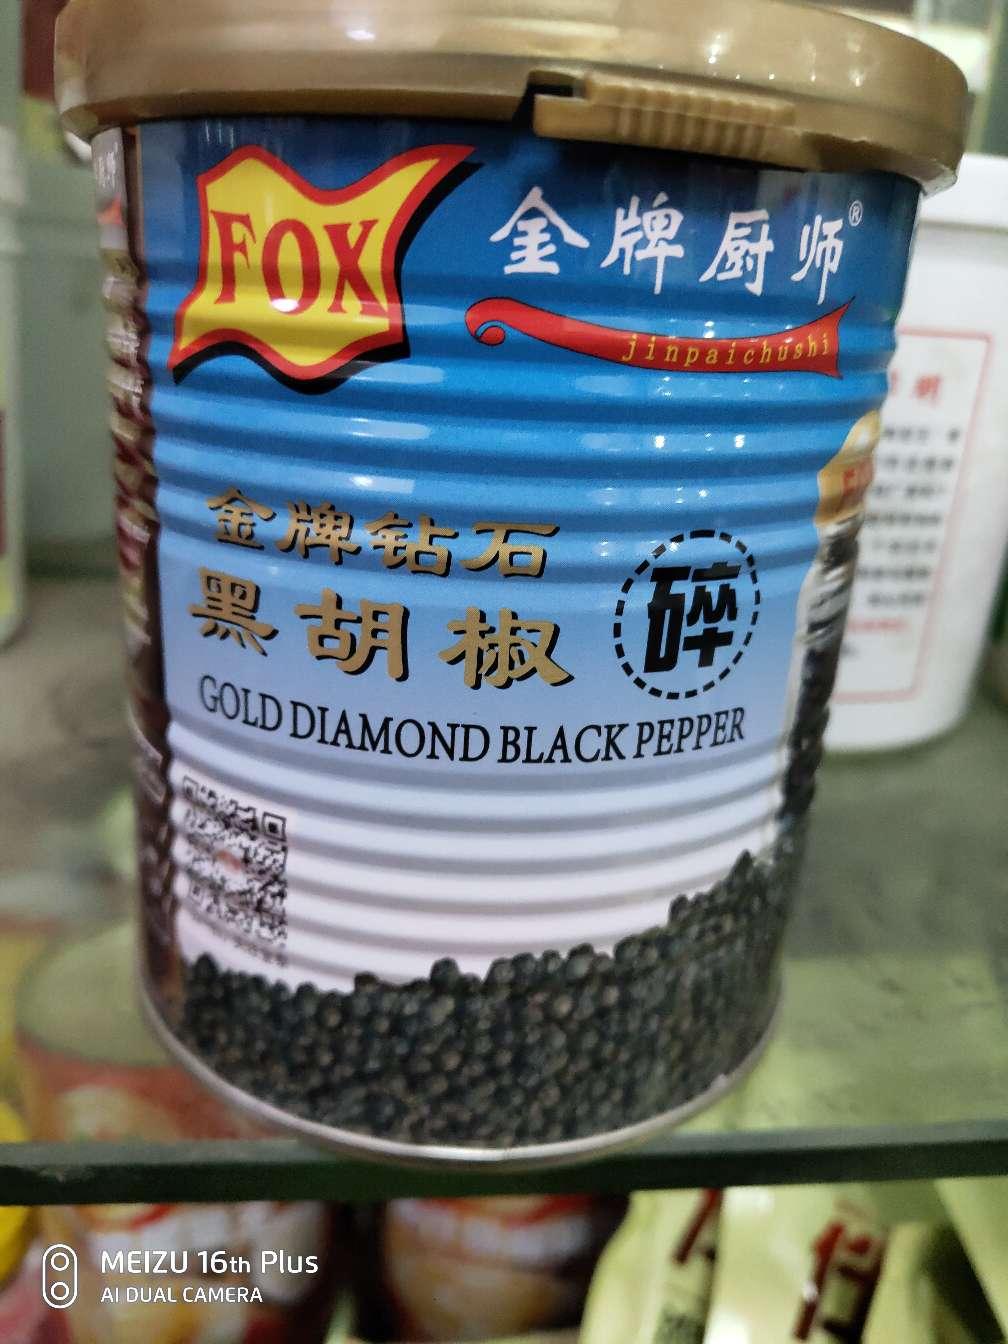 FOX
金牌厨师®
jinpaichushi
金牌钻石
黑胡椒
碎
GOLD DIAMOND BLACK PEPPER
MEIZU 16th Plus
AI DUAL CAMERA